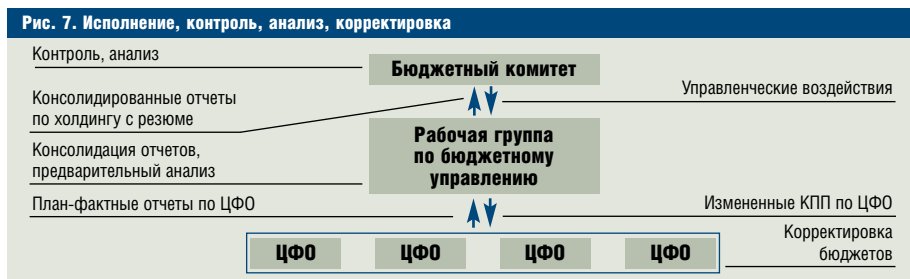 Рис. 7. Исполнение, контроль, анализ, корректировка
Контроль, анализ
Бюджетный комитет
Управленческие воздействия
Консолидированные отчеты
по холдингу с резюме
Рабочая группа
по бюджетному
управлению
Консолидация отчетов,
предварительный анализ
План-фактные отчеты по ЦФО
Измененные КПП по ЦФО
Корректировка
бюджетов
ЦФО ЦФО ЦФО ЦФО